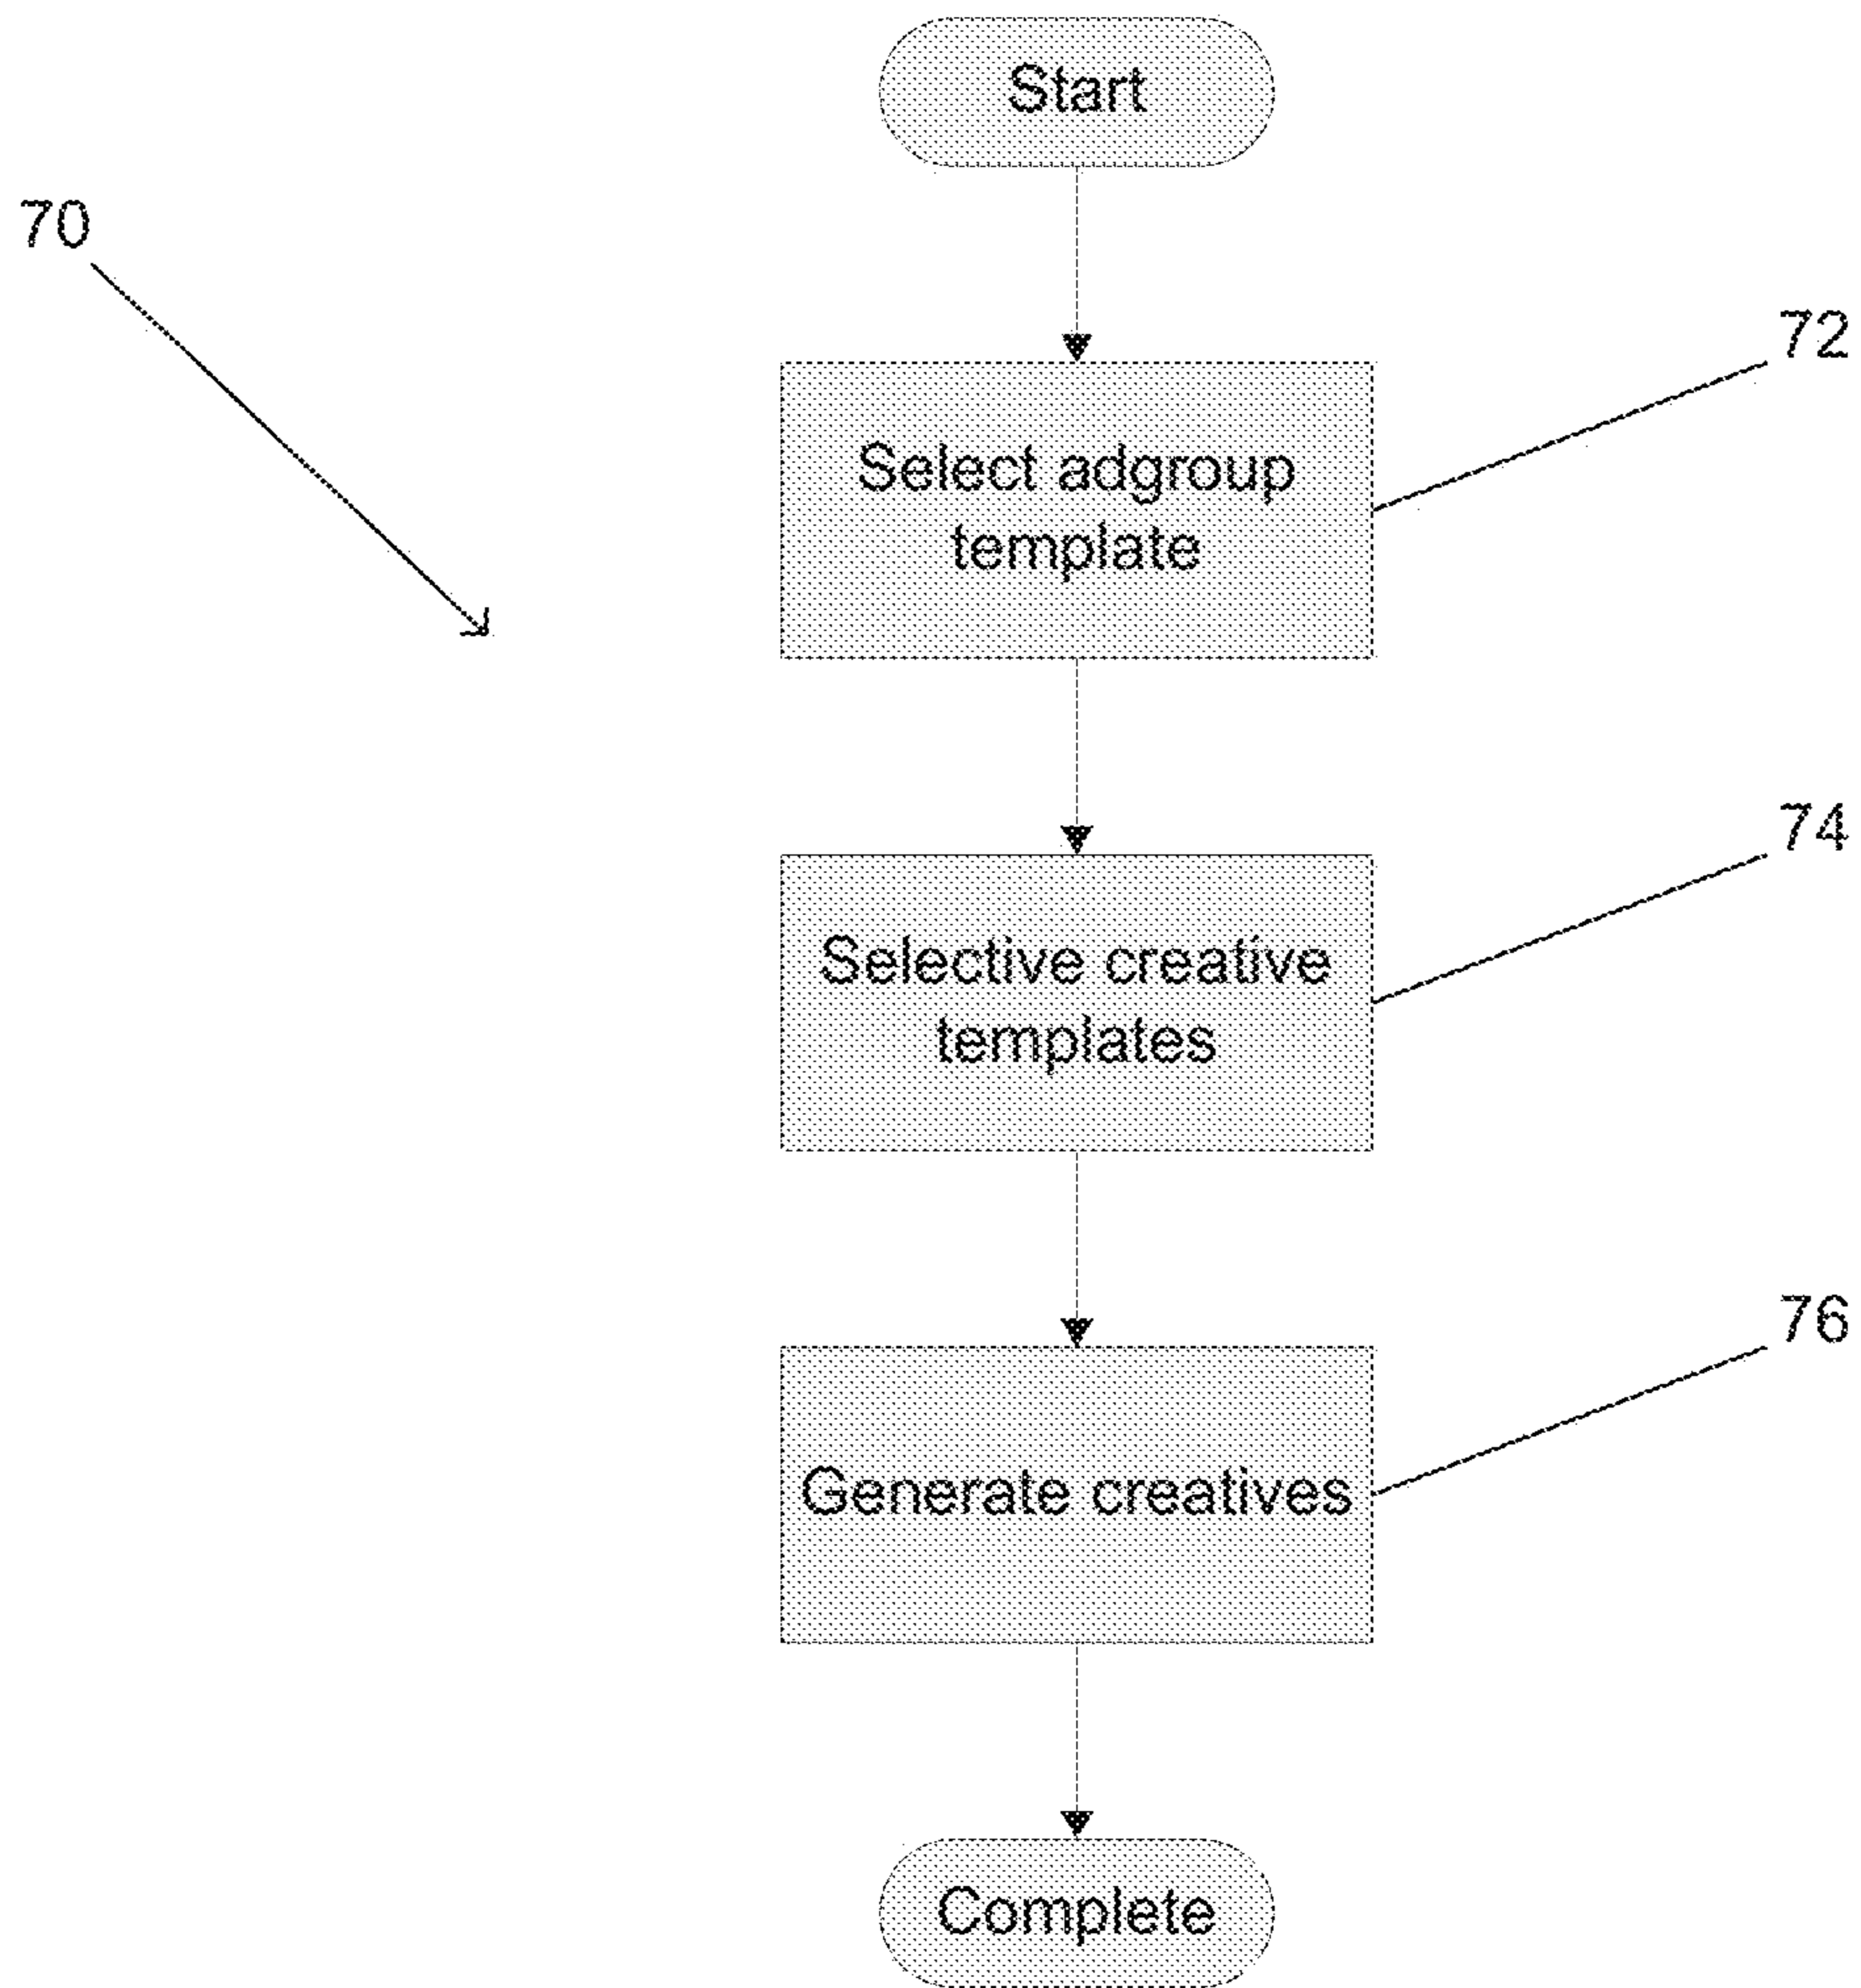 Start
70
72
Select adgroup
template
74
Selective creative
templates
76
Generate creatives
Complete